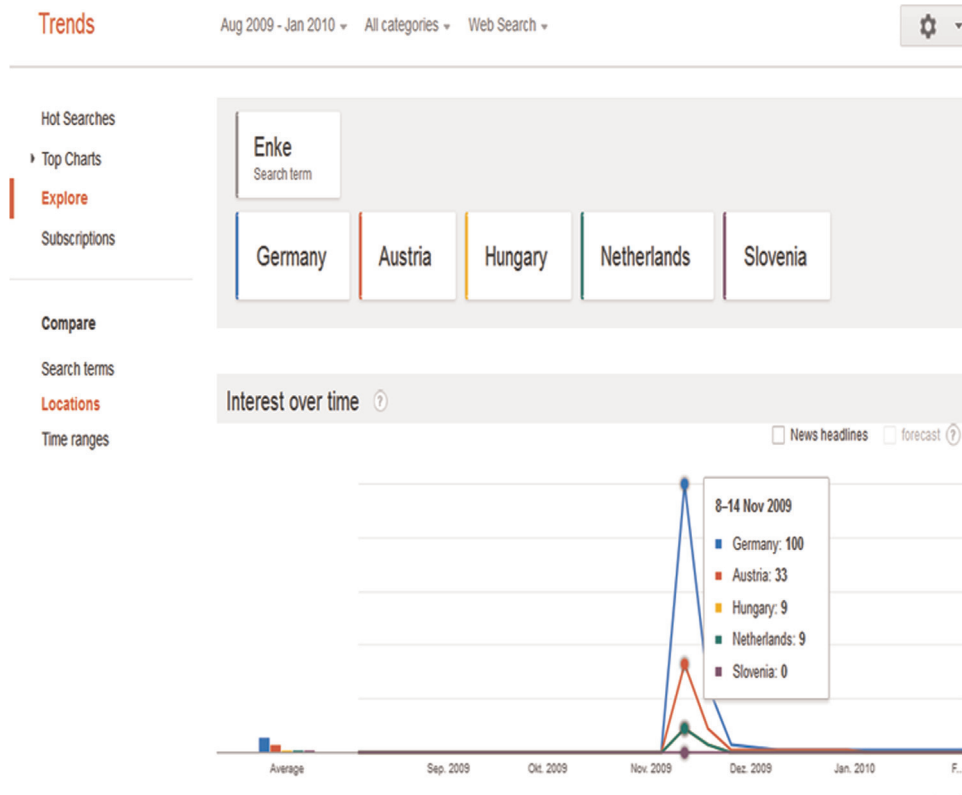 Trends
Aug 2009 - Jan 2010 All categories Web Search
Hot Searches
Top Charts
Explore
Subscriptions
Compare
Search terms
Locations
Time ranges
Enke
Search term
Germany Austria Hungary Netherlands Slovenia
Interest over time ?
News headlines forecast ?
8–14 Nov 2009
Germany: 100
Austria: 33
Hungary: 9
Netherlands: 9
Slovenia: 0
Average Sep. 2009 Okt. 2009 Nov. 2009 Dez. 2009 Jan. 2010 F...